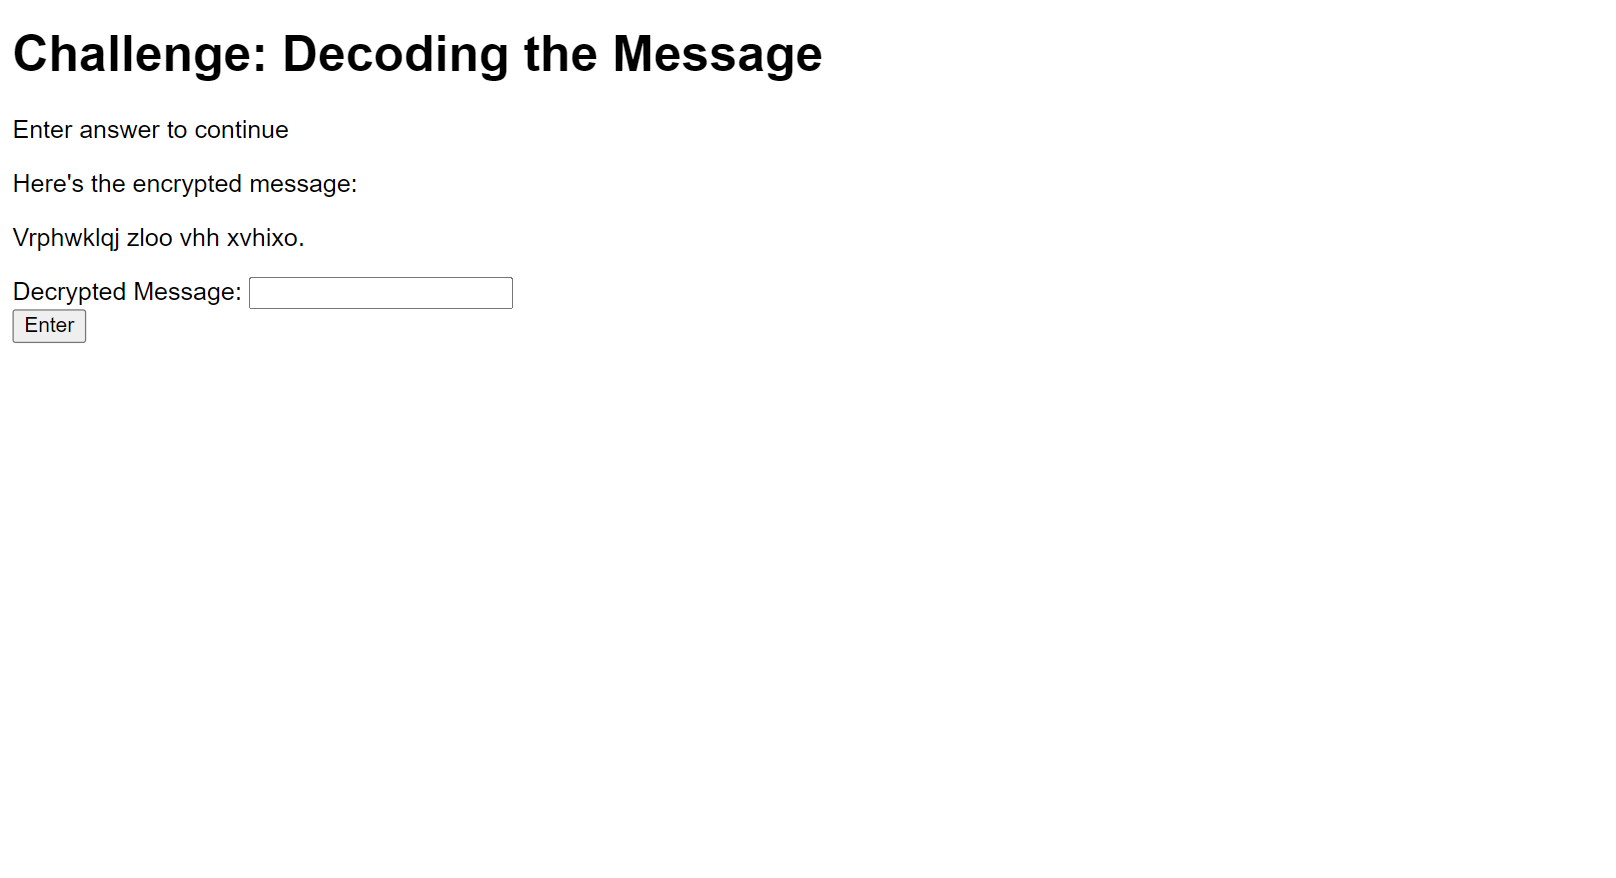 Challenge: Decoding the Message
Enter answer to continue
Here's the encrypted message:
Vrphwklqj zloo vhh xvhixo.
Decrypted Message:
Enter